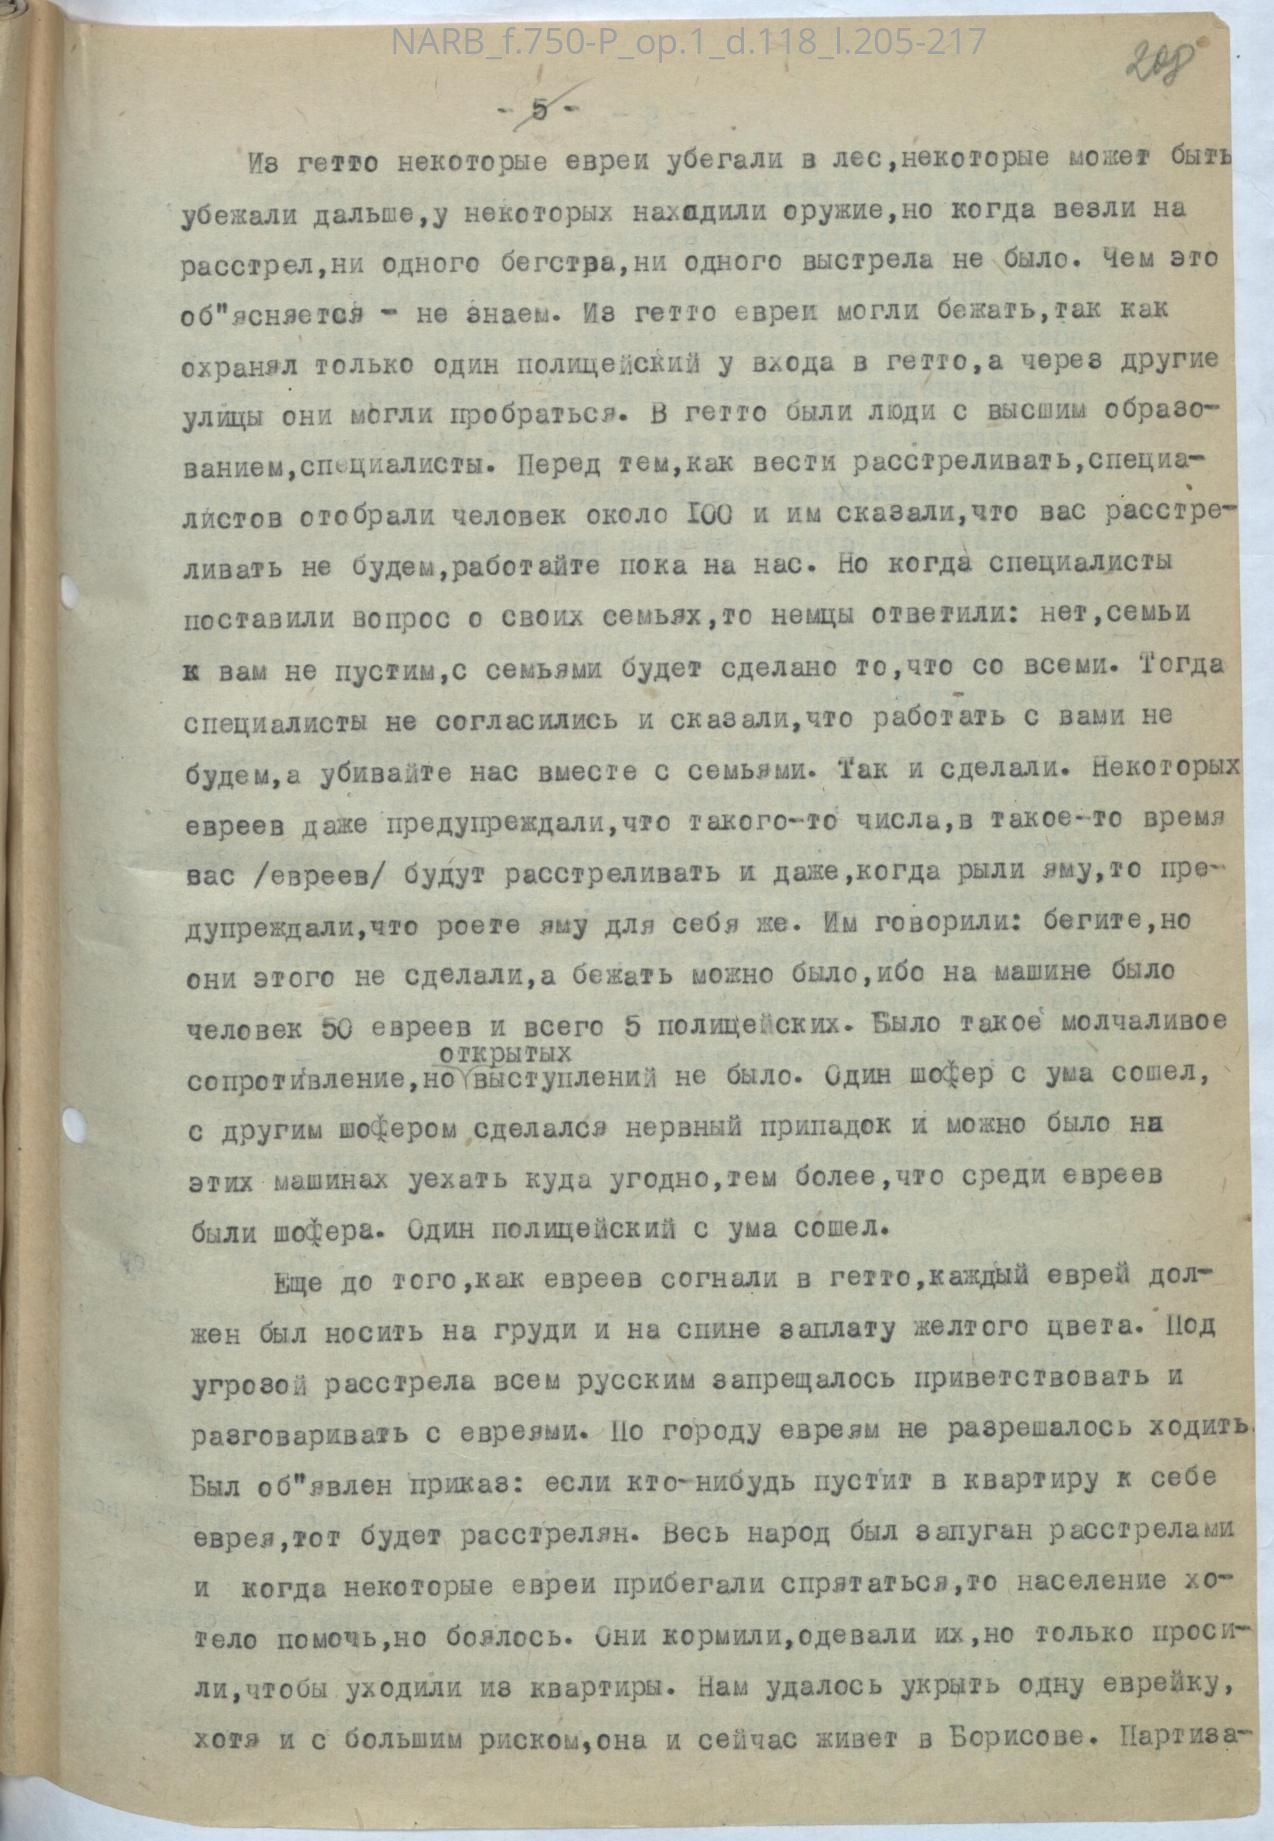 NARB_f.750-P_op.1_d.118_l.205-217
208
- 5 -
Из гетто некоторые евреи убегали в лес,некоторые может быть
убежали дальше,у некоторых находили оружие,но когда везли на
расстрел,ни одного бегства,ни одного выстрела не было. Чем это
об"ясняется - не знаем. Из гетто евреи могли бежать,так как
охранял только один полицейский у входа в гетто,а через другие
улицы они могли пробраться. В гетто были люди с высшим образо-
ванием,специалисты. Перед тем,как вести расстреливать,специа-
листов отобрали человек около 100 и им сказали,что вас расстре-
ливать не будем,работайте пока на нас. Но когда специалисты
поставили вопрос о своих семьях,то немцы ответили: нет,семьи
к вам не пустим,с семьями будет сделано то,что со всеми. Тогда
специалисты не согласились и сказали,что работать с вами не
будем,а убивайте нас вместе с семьями. Так и сделали. Некоторых
евреев даже предупреждали,что такого-то числа,в такое-то время
вас /евреев/ будут расстреливать и даже,когда рыли яму,то пре-
дупреждали,что роете яму для себя же. Им говорили: бегите,но
они этого не сделали,а бежать можно было,ибо на машине было
человек 50 евреев и всего 5 полицейских. Было такое молчаливое
открытых
сопротивление,но выступлений не было. Один шофер с ума сошел,
с другим шофером сделался нервный припадок и можно было на
этих машинах уехать куда угодно,тем более,что среди евреев
были шофера. Один полицейский с ума сошел.
Еще до того,как евреев согнали в гетто,каждый еврей дол-
жен был носить на груди и на спине заплату желтого цвета. Под
угрозой расстрела всем русским запрещалось приветствовать и
разговаривать с евреями. По городу евреям не разрешалось ходить.
Был об"явлен приказ: если кто-нибудь пустит в квартиру к себе
еврея,тот будет расстрелян. Весь народ был запуган расстрелами
и когда некоторые евреи прибегали спрятаться,то население хо-
тело помочь,но боялось. Они кормили,одевали их,но только проси-
ли,чтобы уходили из квартиры. Нам удалось укрыть одну еврейку,
хотя и с большим риском,она и сейчас живет в Борисове. Партиза-